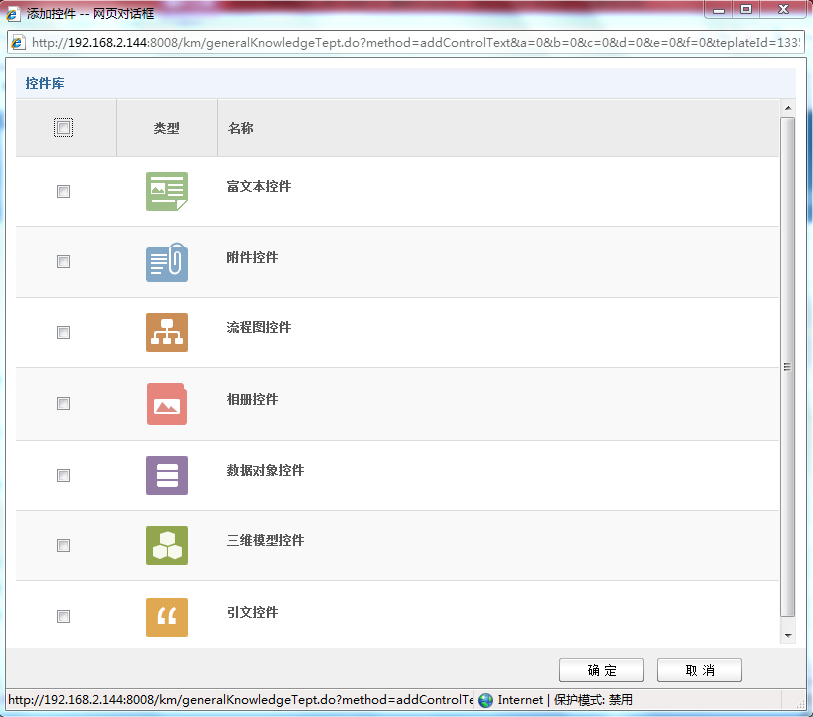 添加控件 -- 网页对话框
http://192.168.2.144:8008/km/generalKnowledgeTept.do?method=addControlText&a=0&b=0&c=0&d=0&e=0&f=0&teplateId=133
控件库
类型 名称
富文本控件
附件控件
流程图控件
相册控件
数据对象控件
三维模型控件
引文控件
确 定 取 消
http://192.168.2.144:8008/km/generalKnowledgeTept.do?method=addControlTe Internet | 保护模式: 禁用